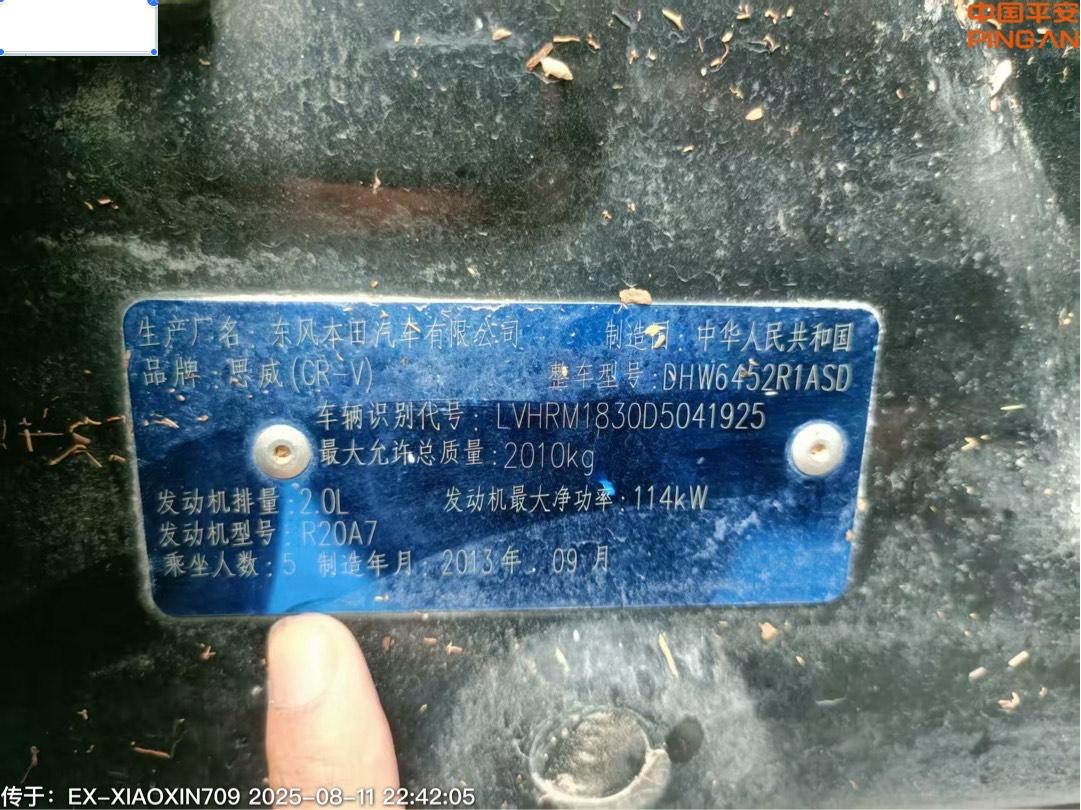 中国平安
PING AN
生产厂名：东风本田汽车有限公司 制造国：中华人民共和国
品牌：思威(CR-V) 整车型号：DHW6452R1ASD
车辆识别代号：LVHRM1830D5041925
最大允许总质量：2010kg
发动机排量：2.0L 发动机最大净功率：114kW
发动机型号：R20A7
乘坐人数：5 制造年月：2013年．09月
传于：EX-XIAOXIN709 2025-08-11 22:42:05